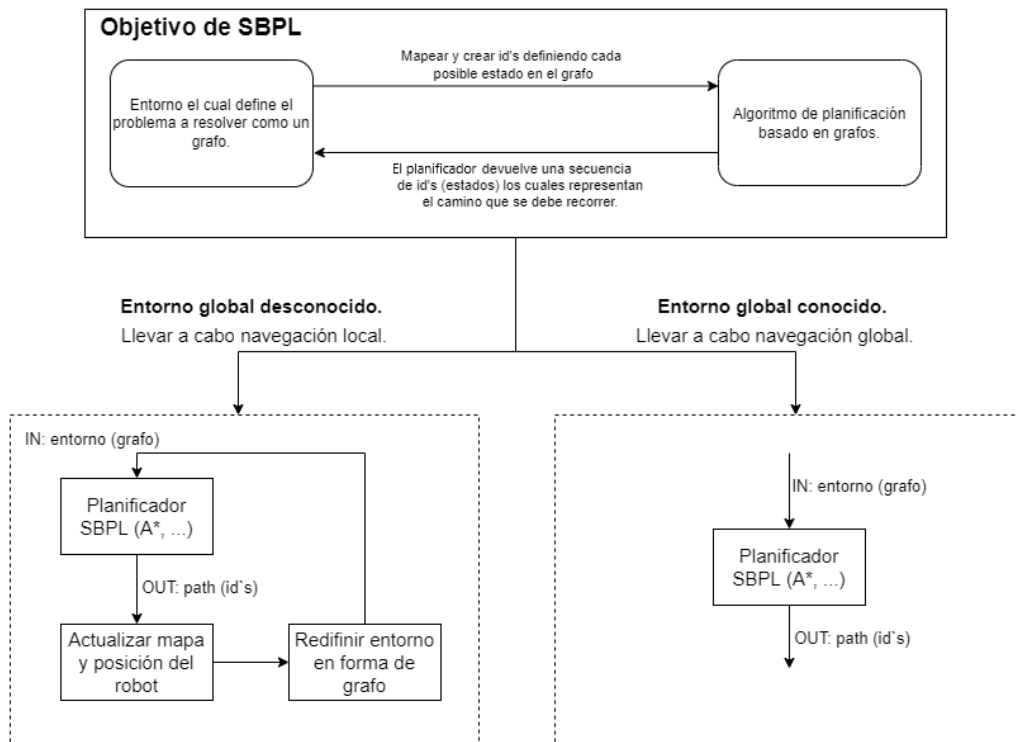 Objetivo de SBPL
Mapear y crear id's definiendo cada
posible estado en el grafo
Entorno el cual define el
problema a resolver como un
grafo.
Algoritmo de planificación
basado en grafos.
El planificador devuelve una secuencia
de id's (estados) los cuales representan
el camino que se debe recorrer.
Entorno global desconocido.
Llevar a cabo navegación local.
Entorno global conocido.
Llevar a cabo navegación global.
IN: entorno (grafo)
Planificador
SBPL (A*, ...)
OUT: path (id`s)
Actualizar mapa
y posición del
robot
Redifinir entorno
en forma de
grafo
IN: entorno (grafo)
Planificador
SBPL (A*, ...)
OUT: path (id`s)